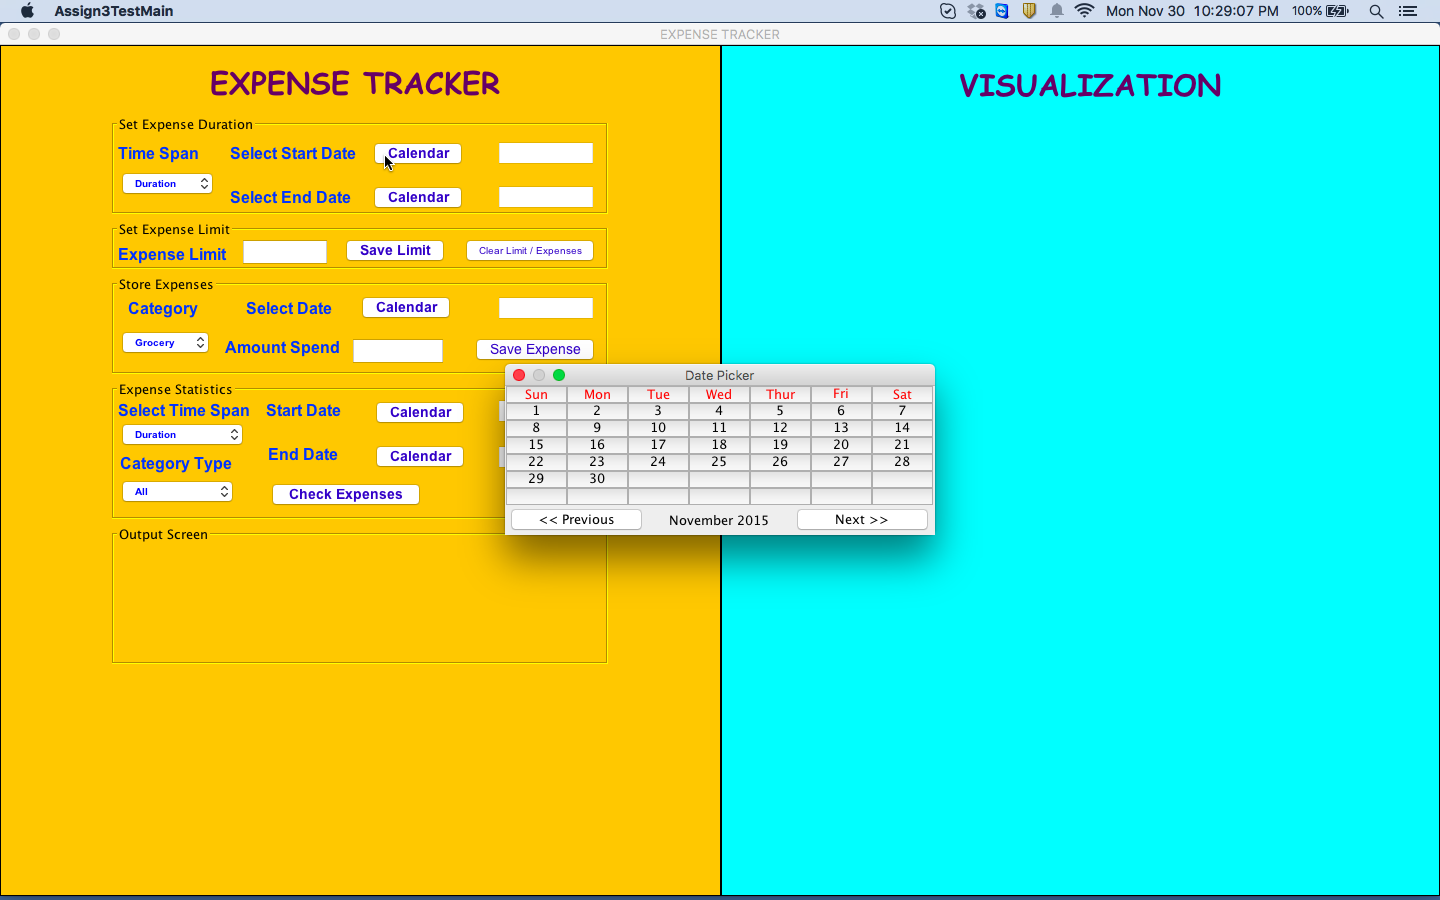 Assign3TestMain Mon Nov 30 10:29:07 PM 100%
EXPENSE TRACKER
EXPENSE TRACKER
Set Expense Duration
Time Span Select Start Date Calendar
Duration
Select End Date Calendar
Set Expense Limit
Expense Limit Save Limit Clear Limit / Expenses
Store Expenses
Category Select Date Calendar
Grocery Amount Spend Save Expense
Expense Statistics
Select Time Span Start Date Calendar
Duration
End Date Calendar
Category Type
All Check Expenses
Output Screen
Date Picker
Sun Mon Tue Wed Thur Fri Sat
1 2 3 4 5 6 7
8 9 10 11 12 13 14
15 16 17 18 19 20 21
22 23 24 25 26 27 28
29 30
<< Previous November 2015 Next >>
VISUALIZATION